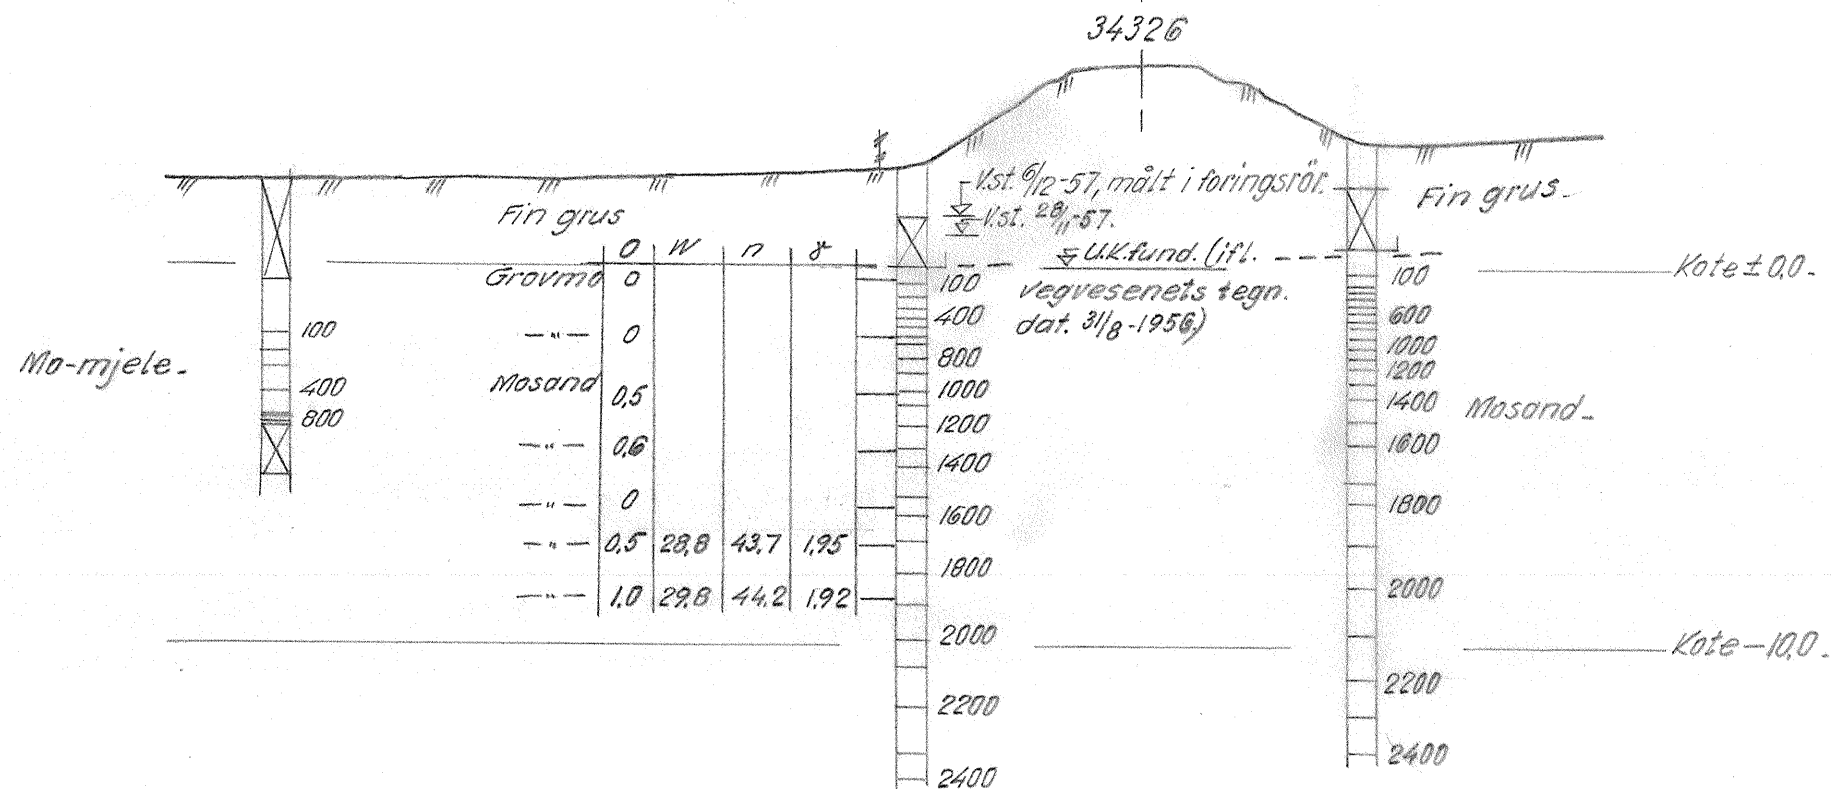 34326
V.st. 6/12-57, målt i foringsrör.
V.st. 28/11-57.
Fin grus
Fin grus-
U.K. fund. (ifl.
vegvesenets tegn.
dat. 31/8-1956)
Kote ± 0,0.
O W n γ
Grovmo 0
—"— 0
Mosand 0,5
—"— 0,6
—"— 0
—"— 0,5 28,8 43,7 1,95
—"— 1,0 29,8 44,2 1,92
Mo-mjele.
100
400
800
100
400
800
1000
1200
1400
1600
1800
2000
2200
2400
100
600
1000
1200
1400
1600
1800
2000
2200
2400
Mosand-
Kote -10,0.